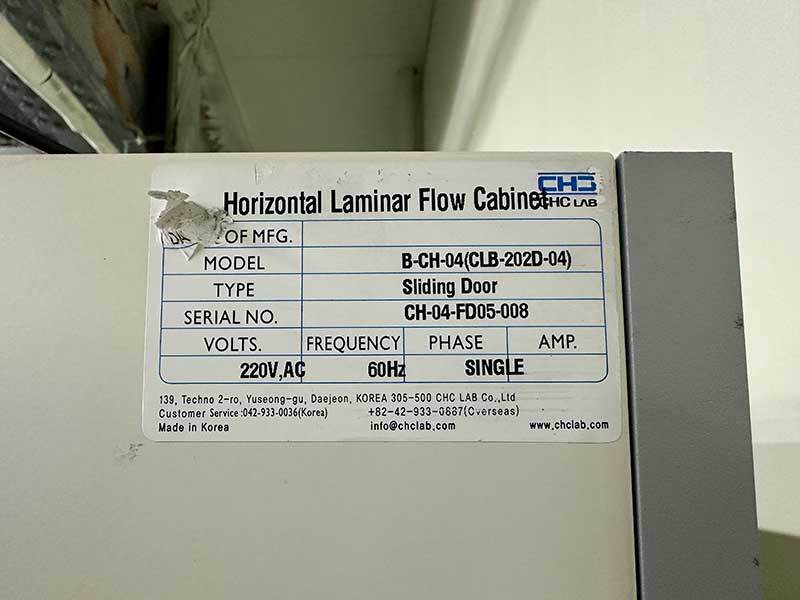 Horizontal Laminar Flow Cabinet
CHC LAB
OF MFG.
MODEL B-CH-04(CLB-202D-04)
TYPE Sliding Door
SERIAL NO. CH-04-FD05-008
VOLTS. FREQUENCY PHASE AMP.
220V,AC 60Hz SINGLE
139, Techno 2-ro, Yuseong-gu, Daejeon, KOREA 305-500 CHC LAB Co.,Ltd
Customer Service:042-933-0036(Korea) +82-42-933-0887(Overseas)
Made in Korea info@chclab.com www.chclab.com